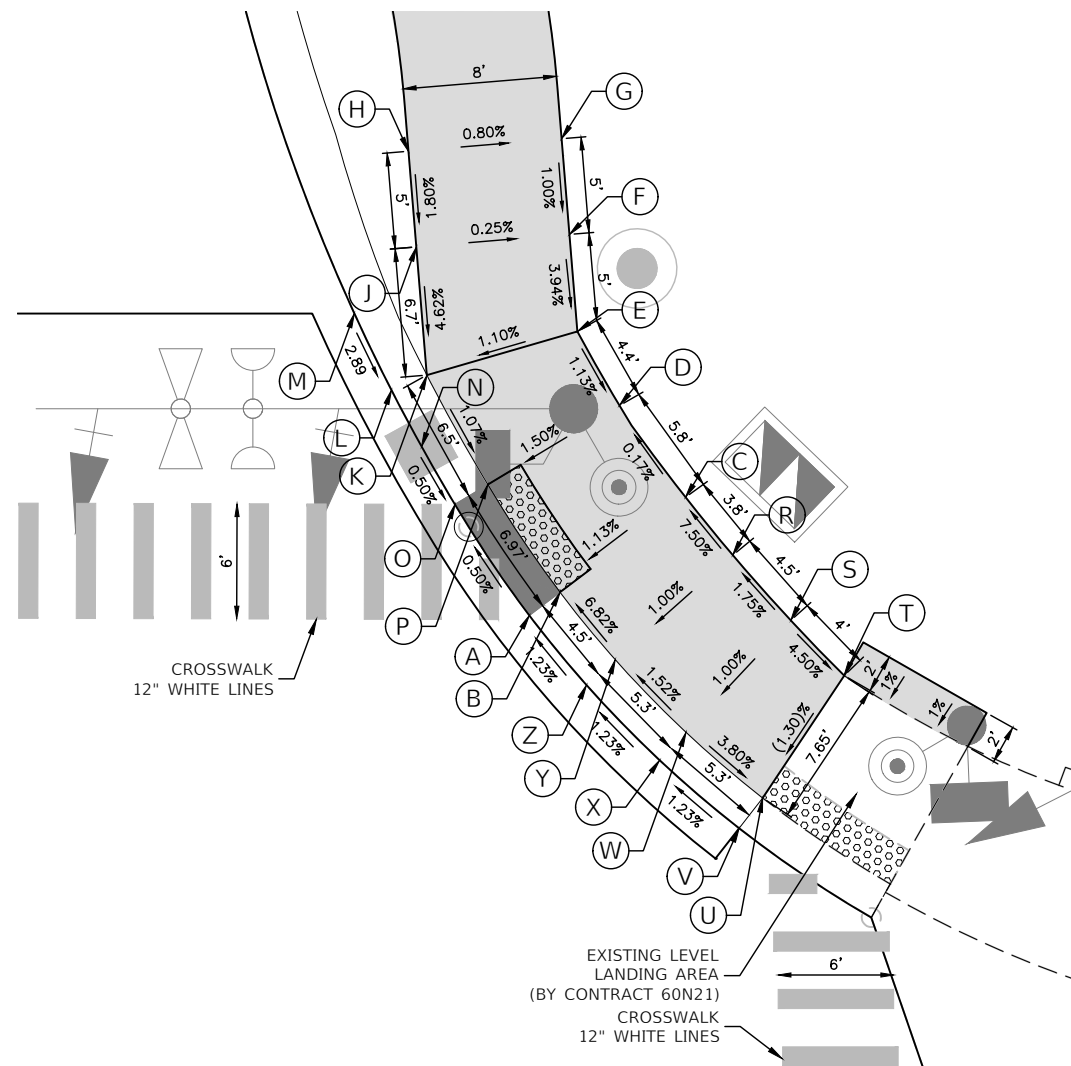 8'
G
H
0.80%
5'
5'
1.80%
1.00%
F
0.25%
J
5'
3.94%
6.7'
4.62%
E
1.10%
2.89
4.4'
D
M
N
1.13%
1.07%
6.5'
5.8'
L
1.50%
0.17%
C
K
0.50%
3.8'
R
6'
6.97'
1.13%
7.50%
O
0.50%
4.5'
S
1.75%
1.00%
6.82%
T
P
4.5'
4'
A
4.50%
CROSSWALK
12" WHITE LINES
1.23%
1.52%
1.00%
2'
1%
B
5.3'
1%
(1.30)%
2'
Z
1.23%
3.80%
7.65'
Y
5.3'
X
1.23%
W
V
U
EXISTING LEVEL
LANDING AREA
(BY CONTRACT 60N21)
6'
CROSSWALK
12" WHITE LINES